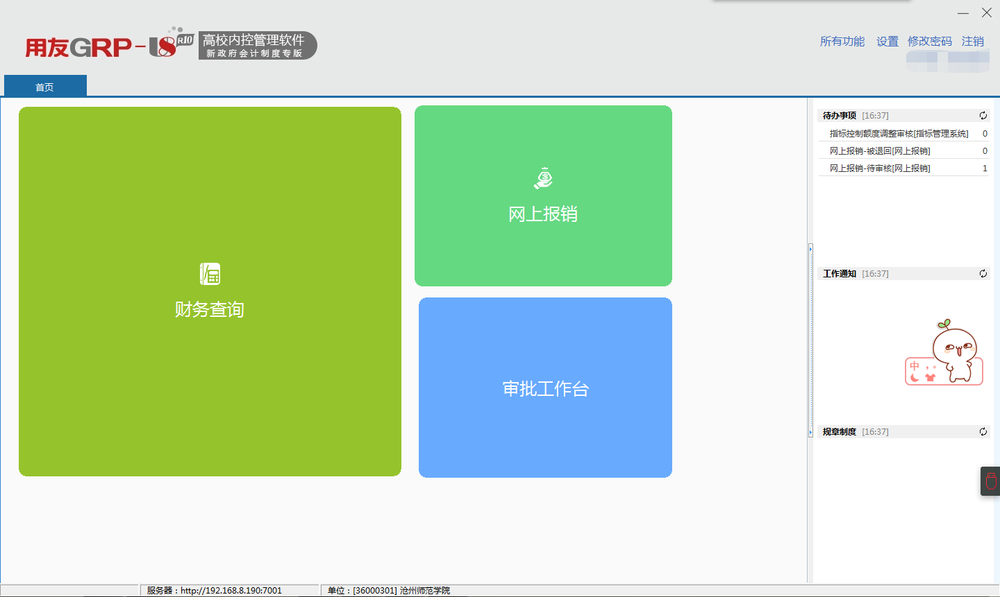 用友GRP-U8 R10 高校内控管理软件
新政府会计制度专版
所有功能 设置 修改密码 注销
首页
财务查询
网上报销
审批工作台
待办事项 [16:37]
指标控制额度调整审核[指标管理系统] 0
网上报销-被退回[网上报销] 0
网上报销-待审核[网上报销] 1
工作通知 [16:37]
中 ，。
规章制度 [16:37]
服务器：http://192.168.8.190:7001 单位：[36000301] 沧州师范学院